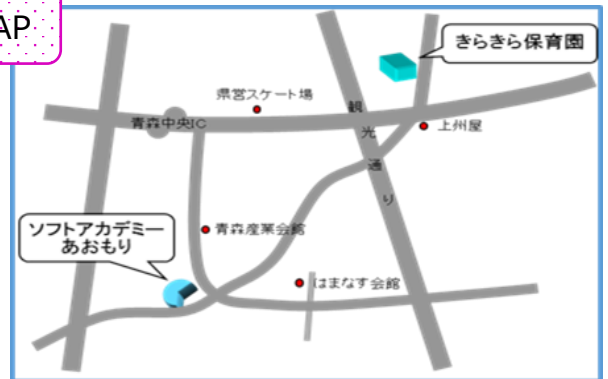 AP
きらきら保育園
県営スケート場
観光通り
青森中央IC
上州屋
ソフトアカデミー
あおもり
青森産業会館
はまなす会館